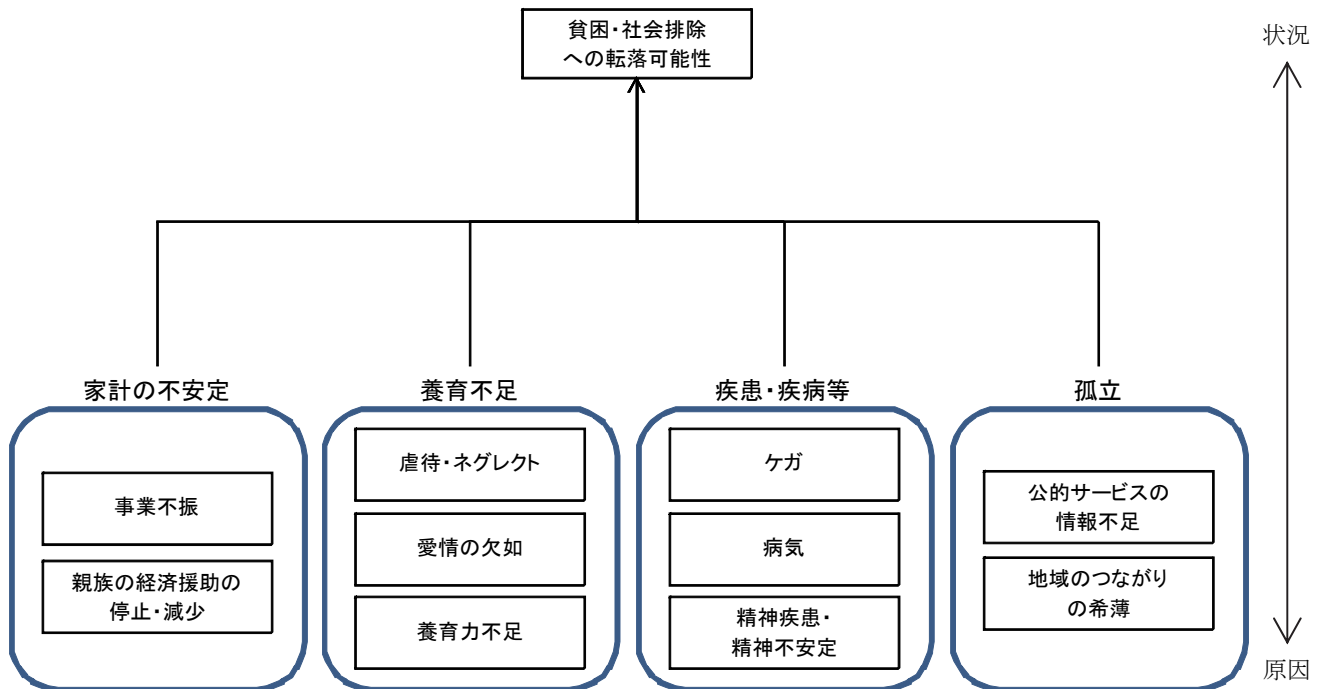 貧困・社会排除
への転落可能性
状況
家計の不安定
養育不足
疾患・疾病等
孤立
事業不振
親族の経済援助の
停止・減少
虐待・ネグレクト
愛情の欠如
養育力不足
ケガ
病気
精神疾患・
精神不安定
公的サービスの
情報不足
地域のつながり
の希薄
原因